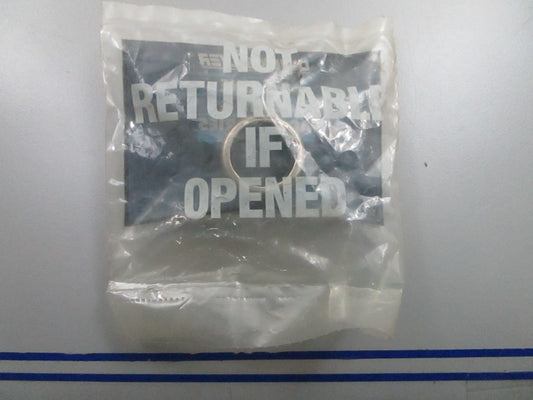 NOT
RETURNABLE
IF
OPENED